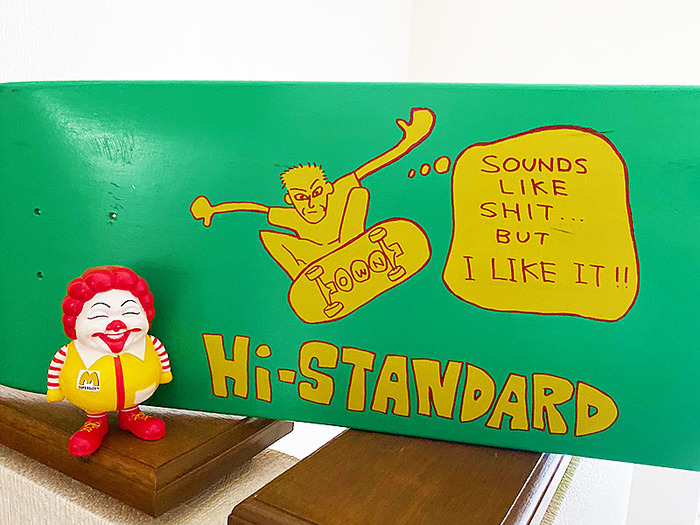 SOUNDS
LIKE
SHIT...
BUT
I LIKE IT!!
OWN
Hi-STANDARD
M